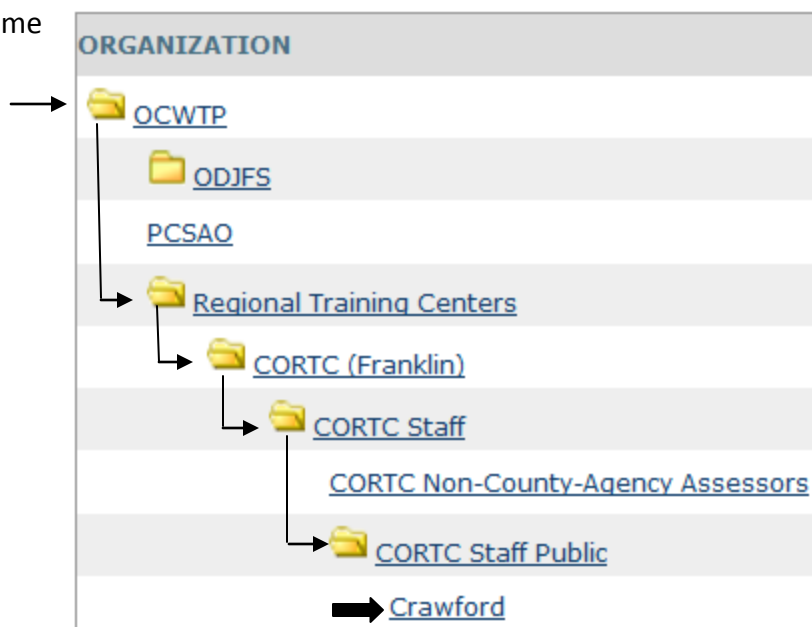 me
ORGANIZATION
OCWTP
ODJFS
PCSAO
Regional Training Centers
CORTC (Franklin)
CORTC Staff
CORTC Non-County-Agency Assessors
CORTC Staff Public
Crawford